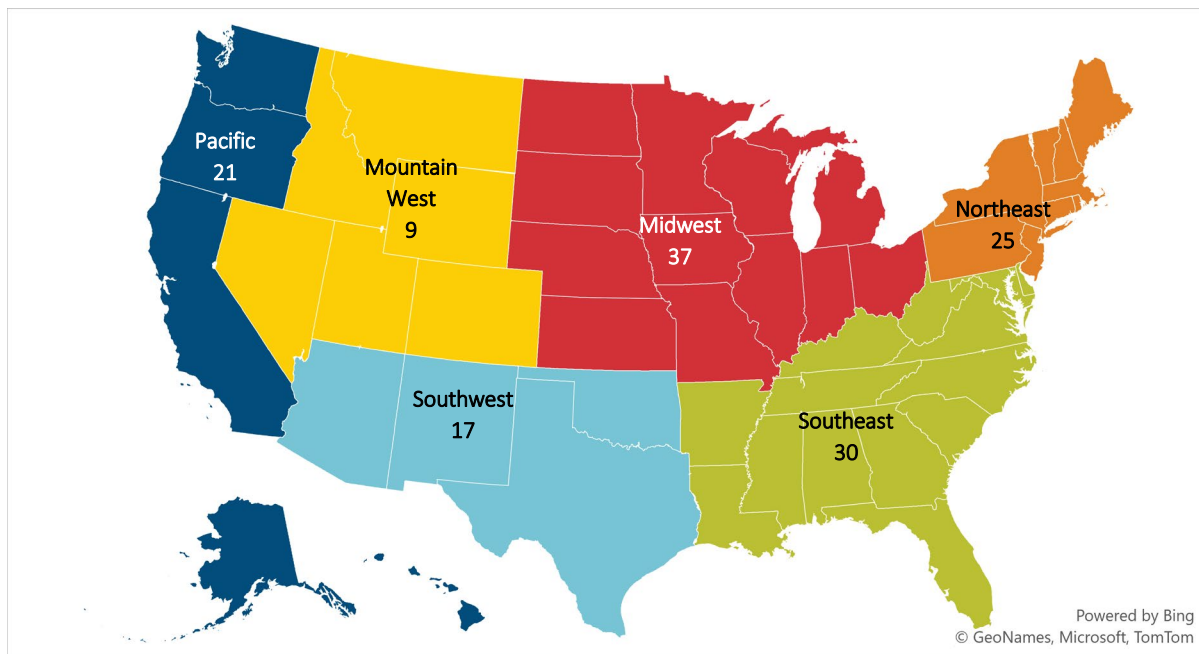 Pacific
21
Mountain
West
9
Midwest
37
Northeast
25
Southwest
17
Southeast
30
Powered by Bing
© GeoNames, Microsoft, TomTom